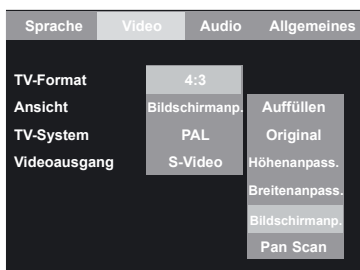 Sprache Video Audio Allgemeines
TV-Format 4:3
Ansicht Bildschirmanp. Auffüllen
TV-System PAL Original
Videoausgang S-Video Höhenanpass.
Breitenanpass.
Bildschirmanp.
Pan Scan